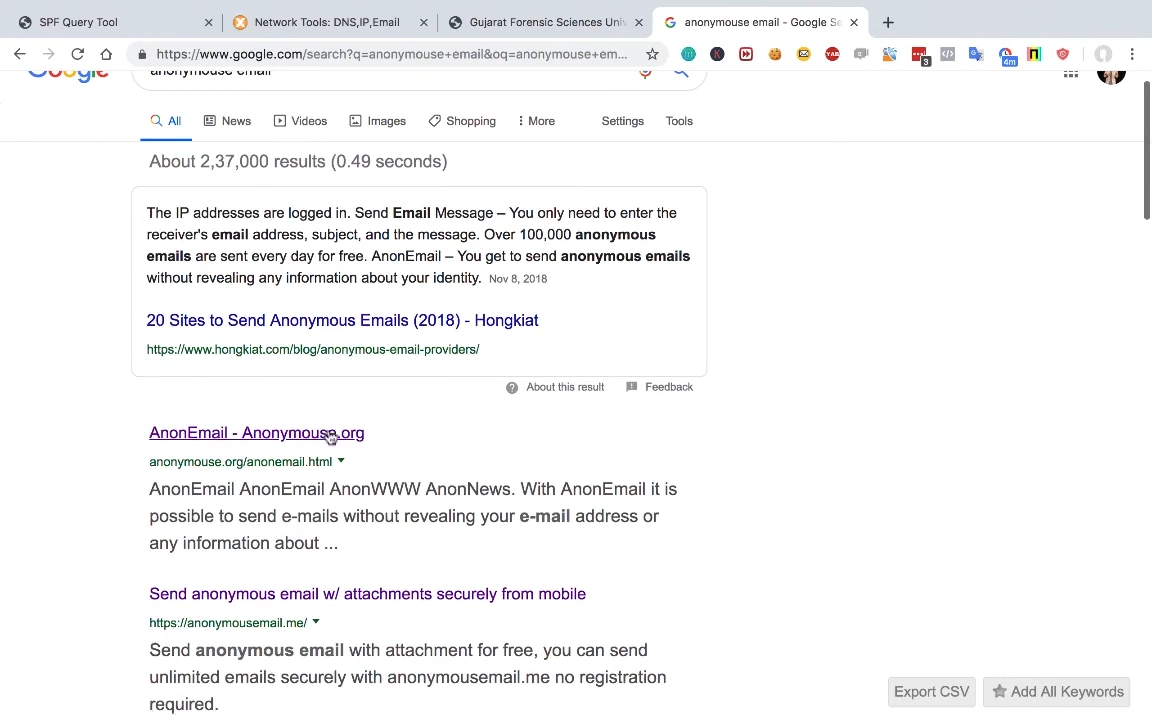 SPF Query Tool
Network Tools: DNS,IP,Email
Gujarat Forensic Sciences Univ
anonymouse email - Google Se
https://www.google.com/search?q=anonymouse+email&oq=anonymouse+em...
YAB
3
4m
Google
anonymouse email
All
News
Videos
Images
Shopping
More
Settings
Tools
About 2,37,000 results (0.49 seconds)
The IP addresses are logged in. Send Email Message – You only need to enter the
receiver's email address, subject, and the message. Over 100,000 anonymous
emails are sent every day for free. AnonEmail – You get to send anonymous emails
without revealing any information about your identity. Nov 8, 2018
20 Sites to Send Anonymous Emails (2018) - Hongkiat
https://www.hongkiat.com/blog/anonymous-email-providers/
About this result
Feedback
AnonEmail - Anonymouse.org
anonymouse.org/anonemail.html
AnonEmail AnonEmail AnonWWW AnonNews. With AnonEmail it is
possible to send e-mails without revealing your e-mail address or
any information about ...
Send anonymous email w/ attachments securely from mobile
https://anonymousemail.me/
Send anonymous email with attachment for free, you can send
unlimited emails securely with anonymousemail.me no registration
required.
Export CSV
Add All Keywords